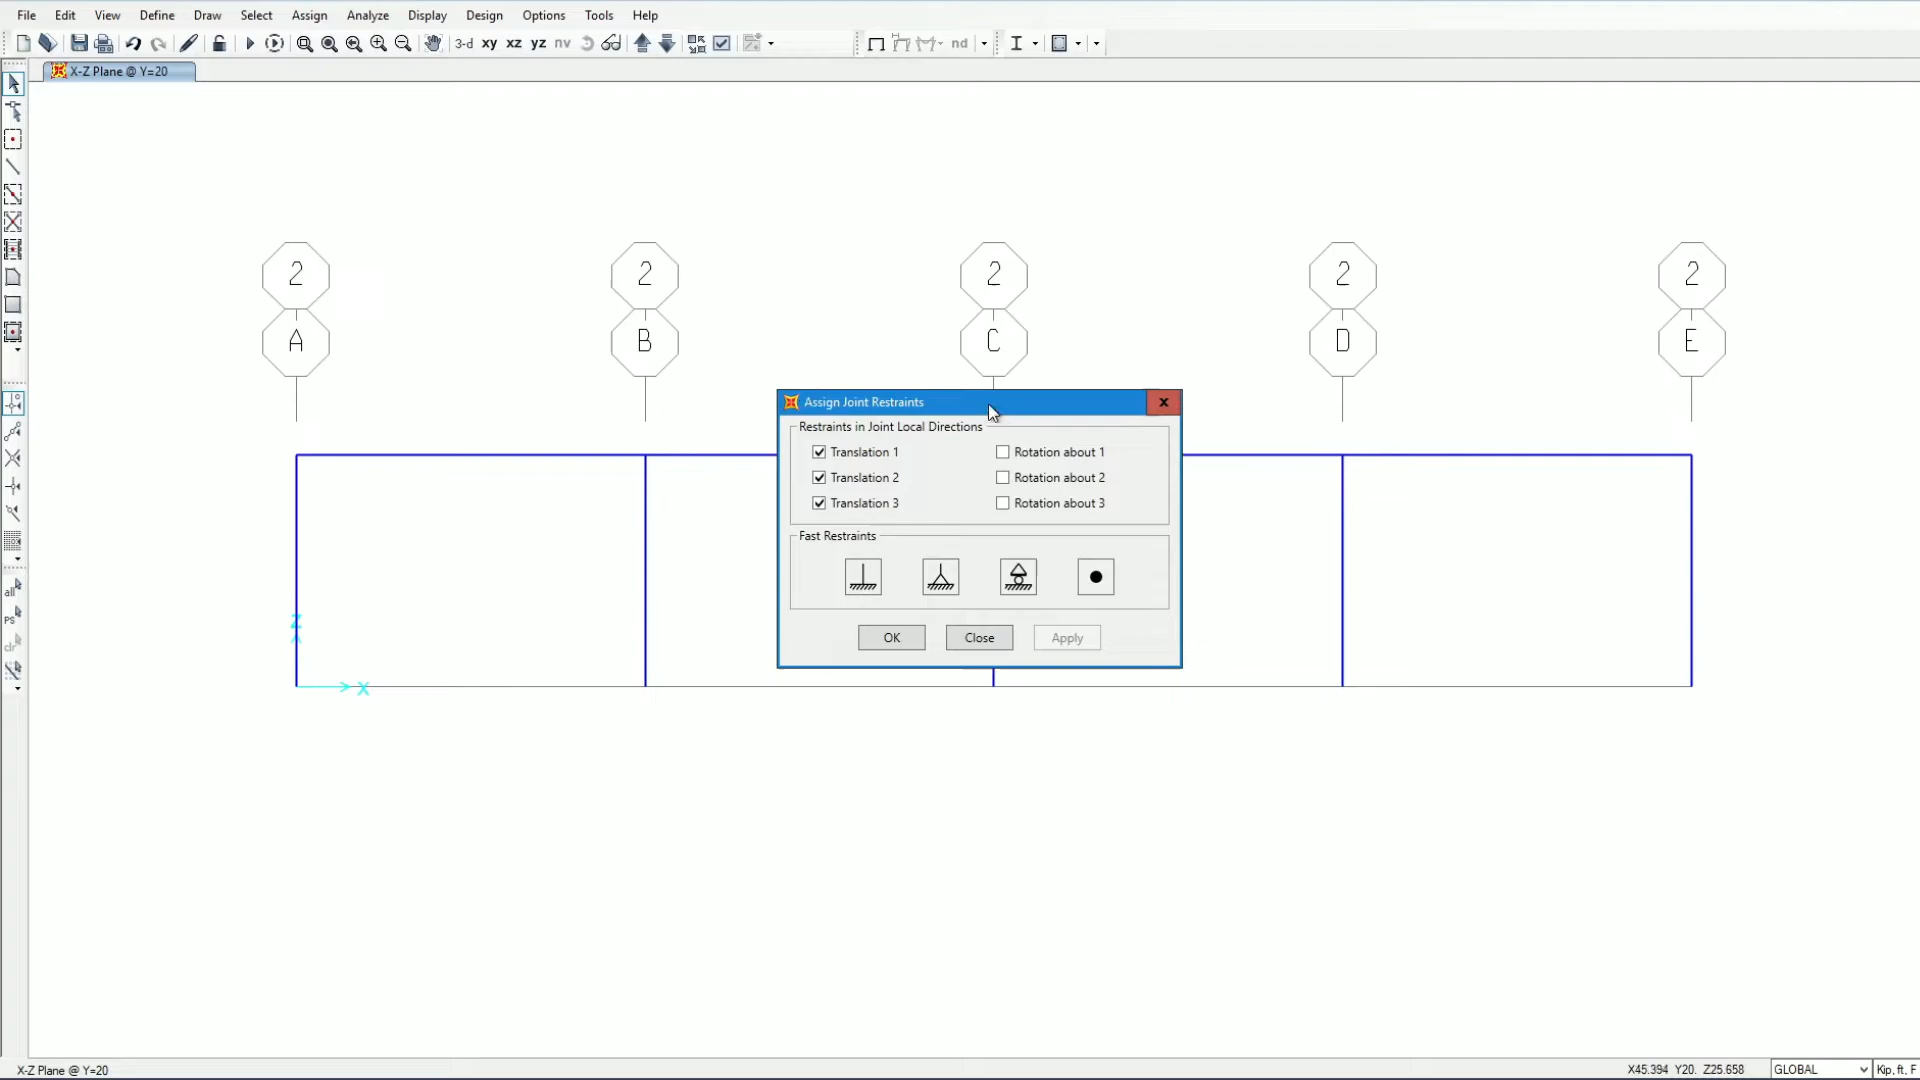 File Edit View Define Draw Select Assign Analyze Display Design Options Tools Help
3-d xy xz yz nv nd
X-Z Plane @ Y=20
2 2 2 2 2
A B C D E
Assign Joint Restraints
Restraints in Joint Local Directions
Translation 1 Rotation about 1
Translation 2 Rotation about 2
Translation 3 Rotation about 3
Fast Restraints
OK Close Apply
all
PS
clr
Z
X
X-Z Plane @ Y=20 X45.394 Y20. Z25.658 GLOBAL Kip, ft, F